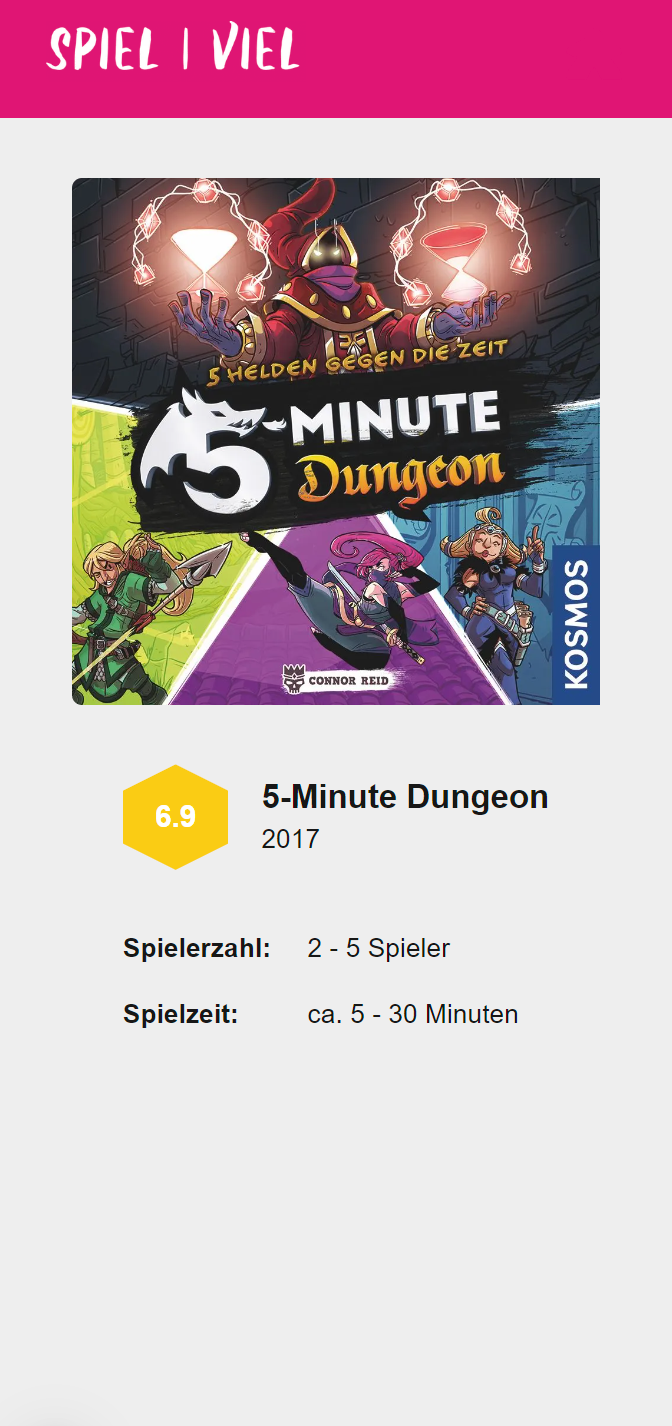 SPIEL | VIEL
5 HELDEN GEGEN DIE ZEIT
5-MINUTE
Dungeon
CONNOR REID
KOSMOS
6.9
5-Minute Dungeon
2017
Spielerzahl: 2 - 5 Spieler
Spielzeit: ca. 5 - 30 Minuten